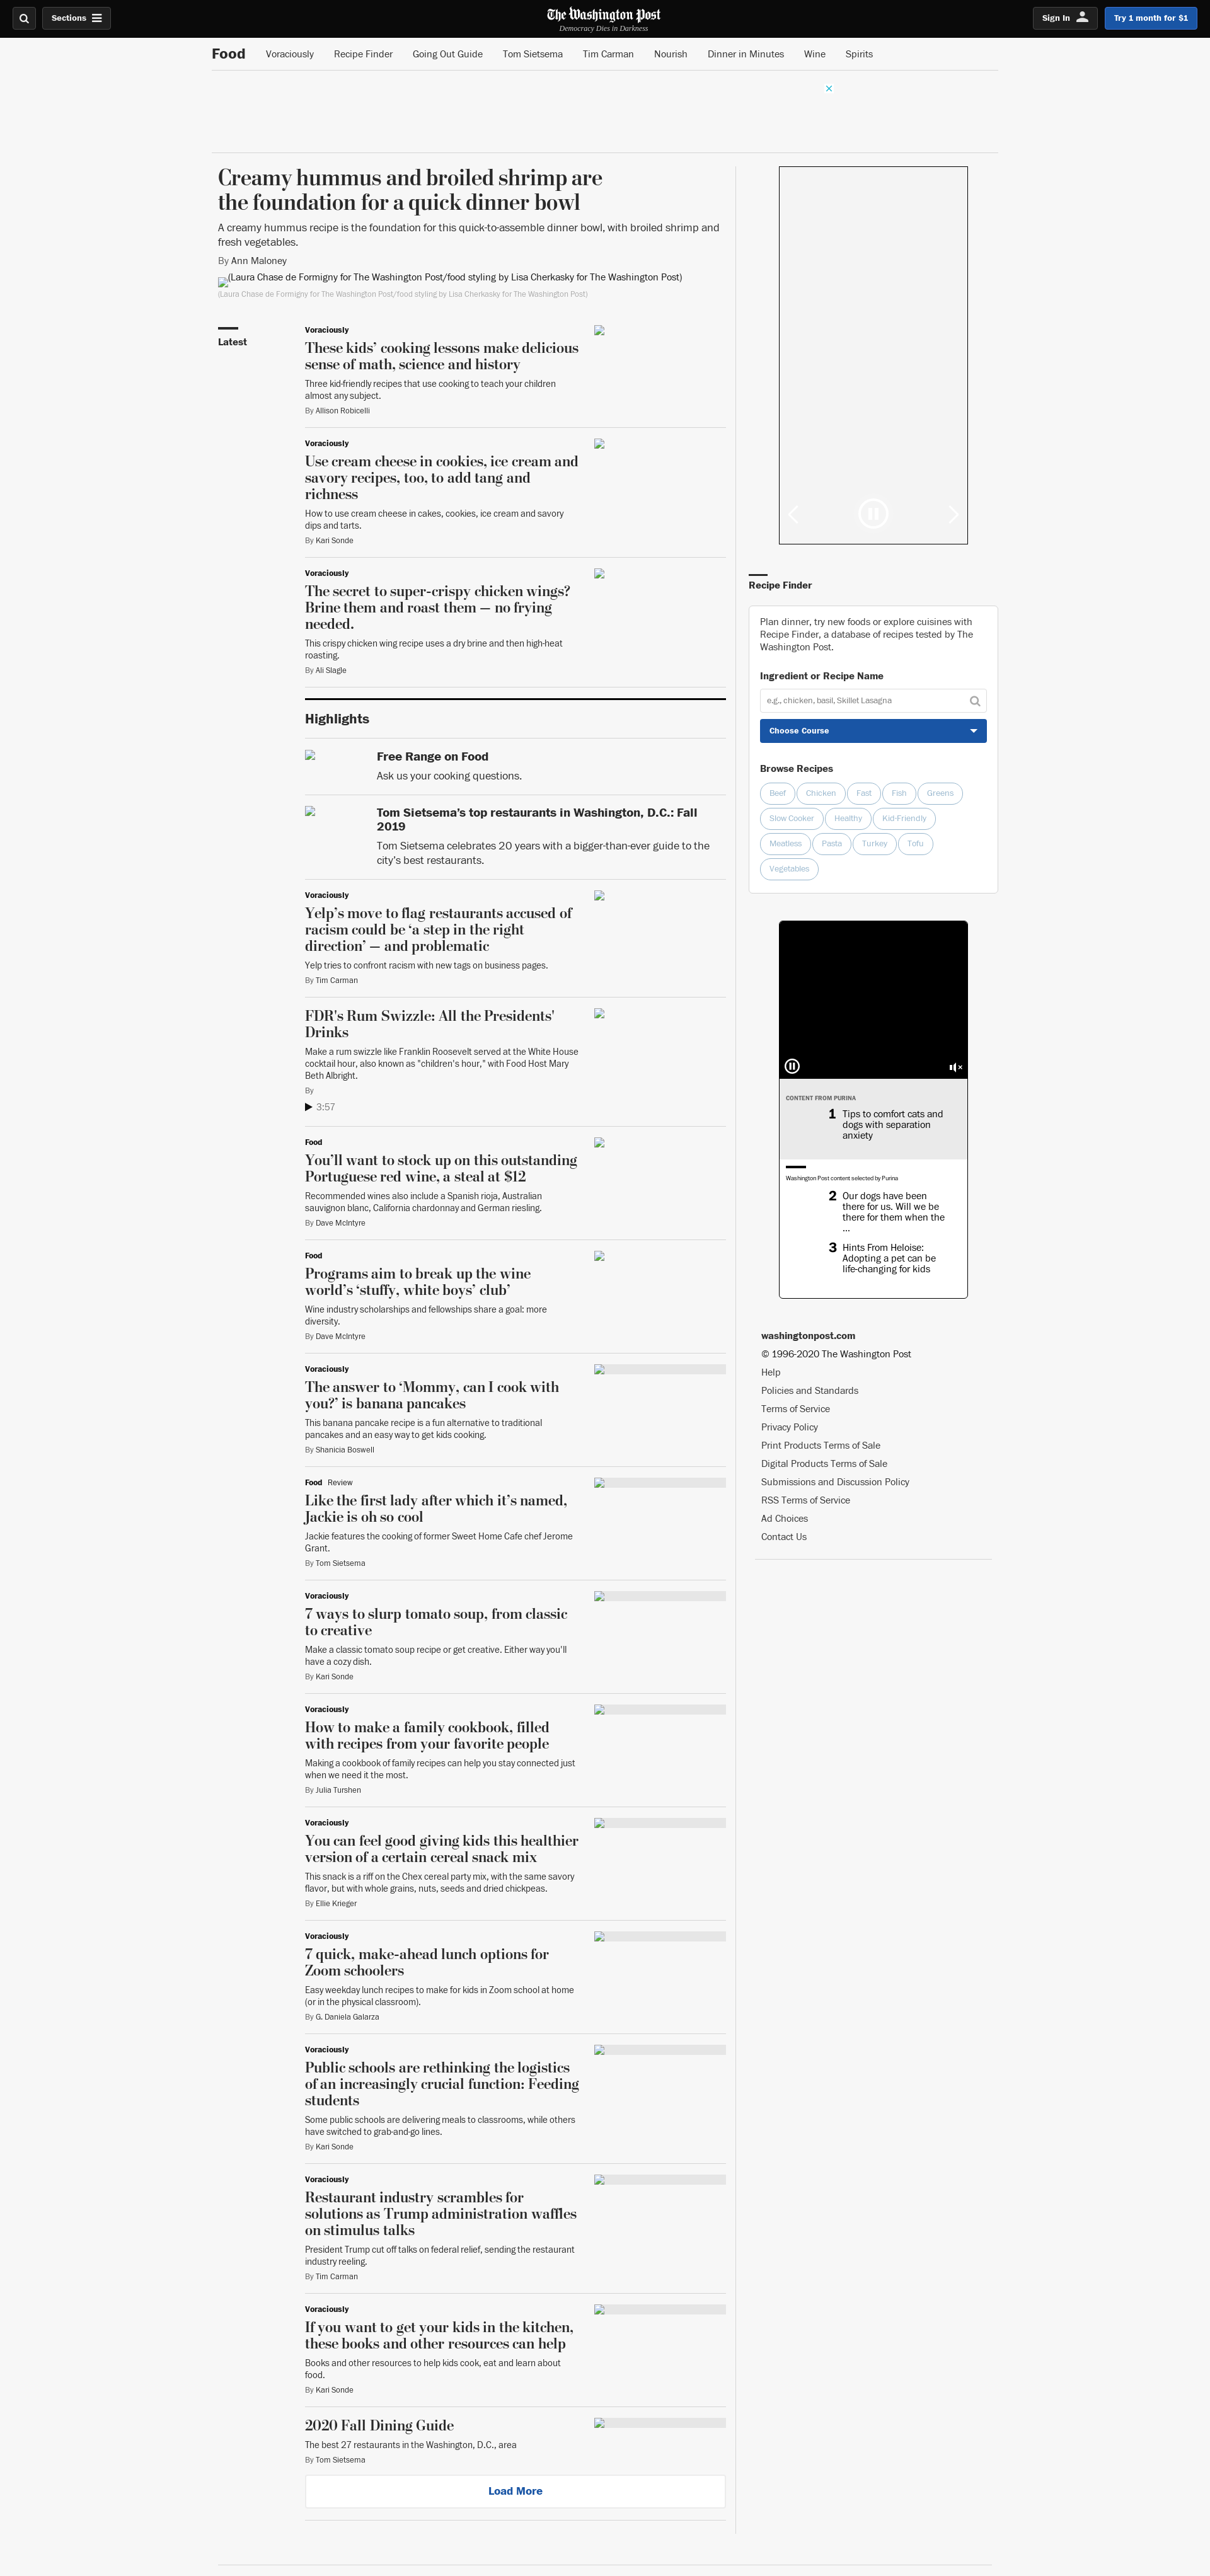 Sections
The Washington Post
Democracy Dies in Darkness
Sign In
Try 1 month for $1
Food
Voraciously
Recipe Finder
Going Out Guide
Tom Sietsema
Tim Carman
Nourish
Dinner in Minutes
Wine
Spirits
Creamy hummus and broiled shrimp are
the foundation for a quick dinner bowl
A creamy hummus recipe is the foundation for this quick-to-assemble dinner bowl, with broiled shrimp and
fresh vegetables.
By Ann Maloney
(Laura Chase de Formigny for The Washington Post/food styling by Lisa Cherkasky for The Washington Post)
(Laura Chase de Formigny for The Washington Post/food styling by Lisa Cherkasky for The Washington Post)
Latest
Voraciously
These kids’ cooking lessons make delicious
sense of math, science and history
Three kid-friendly recipes that use cooking to teach your children
almost any subject.
By Allison Robicelli
Voraciously
Use cream cheese in cookies, ice cream and
savory recipes, too, to add tang and
richness
How to use cream cheese in cakes, cookies, ice cream and savory
dips and tarts.
By Kari Sonde
Voraciously
The secret to super-crispy chicken wings?
Brine them and roast them — no frying
needed.
This crispy chicken wing recipe uses a dry brine and then high-heat
roasting.
By Ali Slagle
Highlights
Free Range on Food
Ask us your cooking questions.
Tom Sietsema's top restaurants in Washington, D.C.: Fall
2019
Tom Sietsema celebrates 20 years with a bigger-than-ever guide to the
city's best restaurants.
Voraciously
Yelp’s move to flag restaurants accused of
racism could be ‘a step in the right
direction’ — and problematic
Yelp tries to confront racism with new tags on business pages.
By Tim Carman
FDR's Rum Swizzle: All the Presidents'
Drinks
Make a rum swizzle like Franklin Roosevelt served at the White House
cocktail hour, also known as "children's hour," with Food Host Mary
Beth Albright.
By
3:57
Food
You’ll want to stock up on this outstanding
Portuguese red wine, a steal at $12
Recommended wines also include a Spanish rioja, Australian
sauvignon blanc, California chardonnay and German riesling.
By Dave McIntyre
Food
Programs aim to break up the wine
world’s ‘stuffy, white boys’ club’
Wine industry scholarships and fellowships share a goal: more
diversity.
By Dave McIntyre
Voraciously
The answer to ‘Mommy, can I cook with
you?’ is banana pancakes
This banana pancake recipe is a fun alternative to traditional
pancakes and an easy way to get kids cooking.
By Shanicia Boswell
Food Review
Like the first lady after which it’s named,
Jackie is oh so cool
Jackie features the cooking of former Sweet Home Cafe chef Jerome
Grant.
By Tom Sietsema
Voraciously
7 ways to slurp tomato soup, from classic
to creative
Make a classic tomato soup recipe or get creative. Either way you'll
have a cozy dish.
By Kari Sonde
Voraciously
How to make a family cookbook, filled
with recipes from your favorite people
Making a cookbook of family recipes can help you stay connected just
when we need it the most.
By Julia Turshen
Voraciously
You can feel good giving kids this healthier
version of a certain cereal snack mix
This snack is a riff on the Chex cereal party mix, with the same savory
flavor, but with whole grains, nuts, seeds and dried chickpeas.
By Ellie Krieger
Voraciously
7 quick, make-ahead lunch options for
Zoom schoolers
Easy weekday lunch recipes to make for kids in Zoom school at home
(or in the physical classroom).
By G. Daniela Galarza
Voraciously
Public schools are rethinking the logistics
of an increasingly crucial function: Feeding
students
Some public schools are delivering meals to classrooms, while others
have switched to grab-and-go lines.
By Kari Sonde
Voraciously
Restaurant industry scrambles for
solutions as Trump administration waffles
on stimulus talks
President Trump cut off talks on federal relief, sending the restaurant
industry reeling.
By Tim Carman
Voraciously
If you want to get your kids in the kitchen,
these books and other resources can help
Books and other resources to help kids cook, eat and learn about
food.
By Kari Sonde
2020 Fall Dining Guide
The best 27 restaurants in the Washington, D.C., area
By Tom Sietsema
Load More
Recipe Finder
Plan dinner, try new foods or explore cuisines with
Recipe Finder, a database of recipes tested by The
Washington Post.
Ingredient or Recipe Name
e.g., chicken, basil, Skillet Lasagna
Choose Course
Browse Recipes
Beef
Chicken
Fast
Fish
Greens
Slow Cooker
Healthy
Kid-Friendly
Meatless
Pasta
Turkey
Tofu
Vegetables
CONTENT FROM PURINA
1 Tips to comfort cats and
dogs with separation
anxiety
Washington Post content selected by Purina
2 Our dogs have been
there for us. Will we be
there for them when the
...
3 Hints From Heloise:
Adopting a pet can be
life-changing for kids
washingtonpost.com
© 1996-2020 The Washington Post
Help
Policies and Standards
Terms of Service
Privacy Policy
Print Products Terms of Sale
Digital Products Terms of Sale
Submissions and Discussion Policy
RSS Terms of Service
Ad Choices
Contact Us